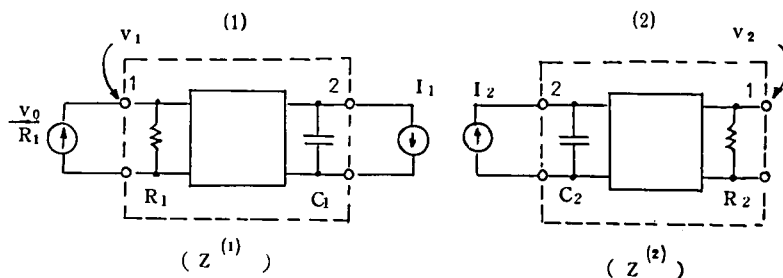 (1)
(2)
v₁
v₂
1
2
I₁
I₂
2
1
v₀
R₁
R₁
C₁
C₂
R₂
( Z⁽¹⁾ )
( Z⁽²⁾ )